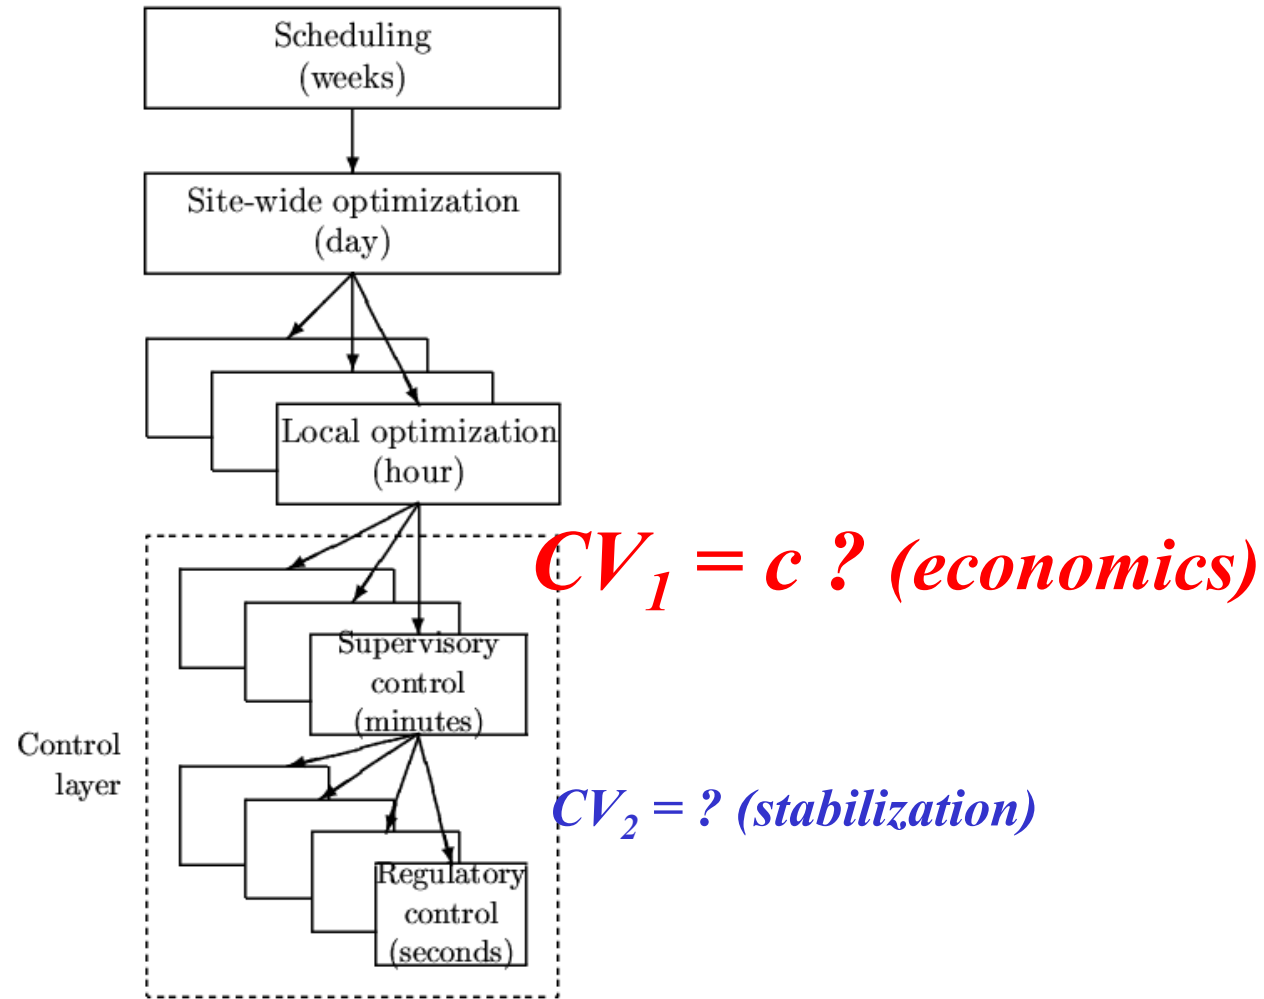 Scheduling
(weeks)
Site-wide optimization
(day)
Local optimization
(hour)
CV1 = c ? (economics)
Supervisory
control
(minutes)
Control
layer
CV2 = ? (stabilization)
Regulatory
control
(seconds)